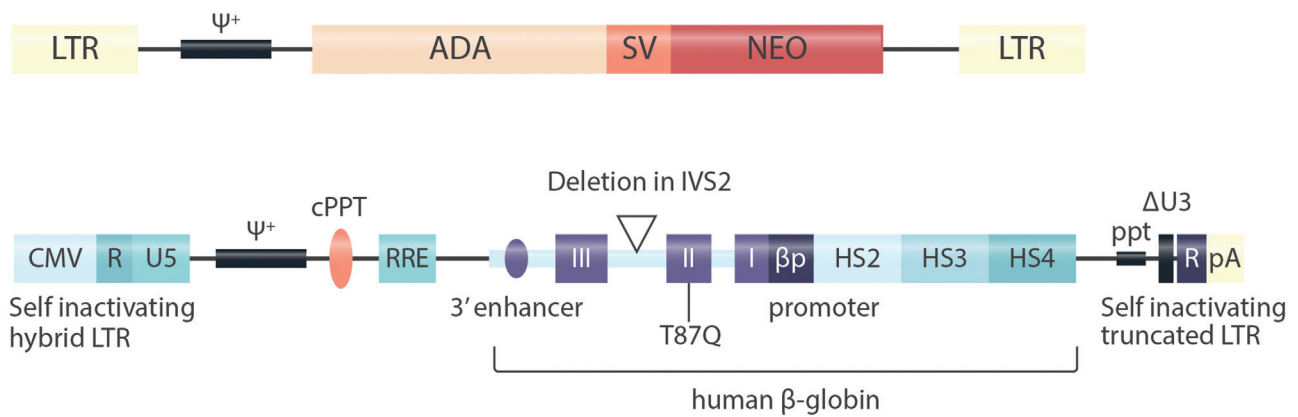 Ψ+
LTR ADA SV NEO LTR
Deletion in IVS2
cPPT
ΔU3
Ψ+
ppt
CMV R U5 RRE III II I βp HS2 HS3 HS4 R pA
Self inactivating
hybrid LTR
3’ enhancer
T87Q
promoter
Self inactivating
truncated LTR
human β-globin